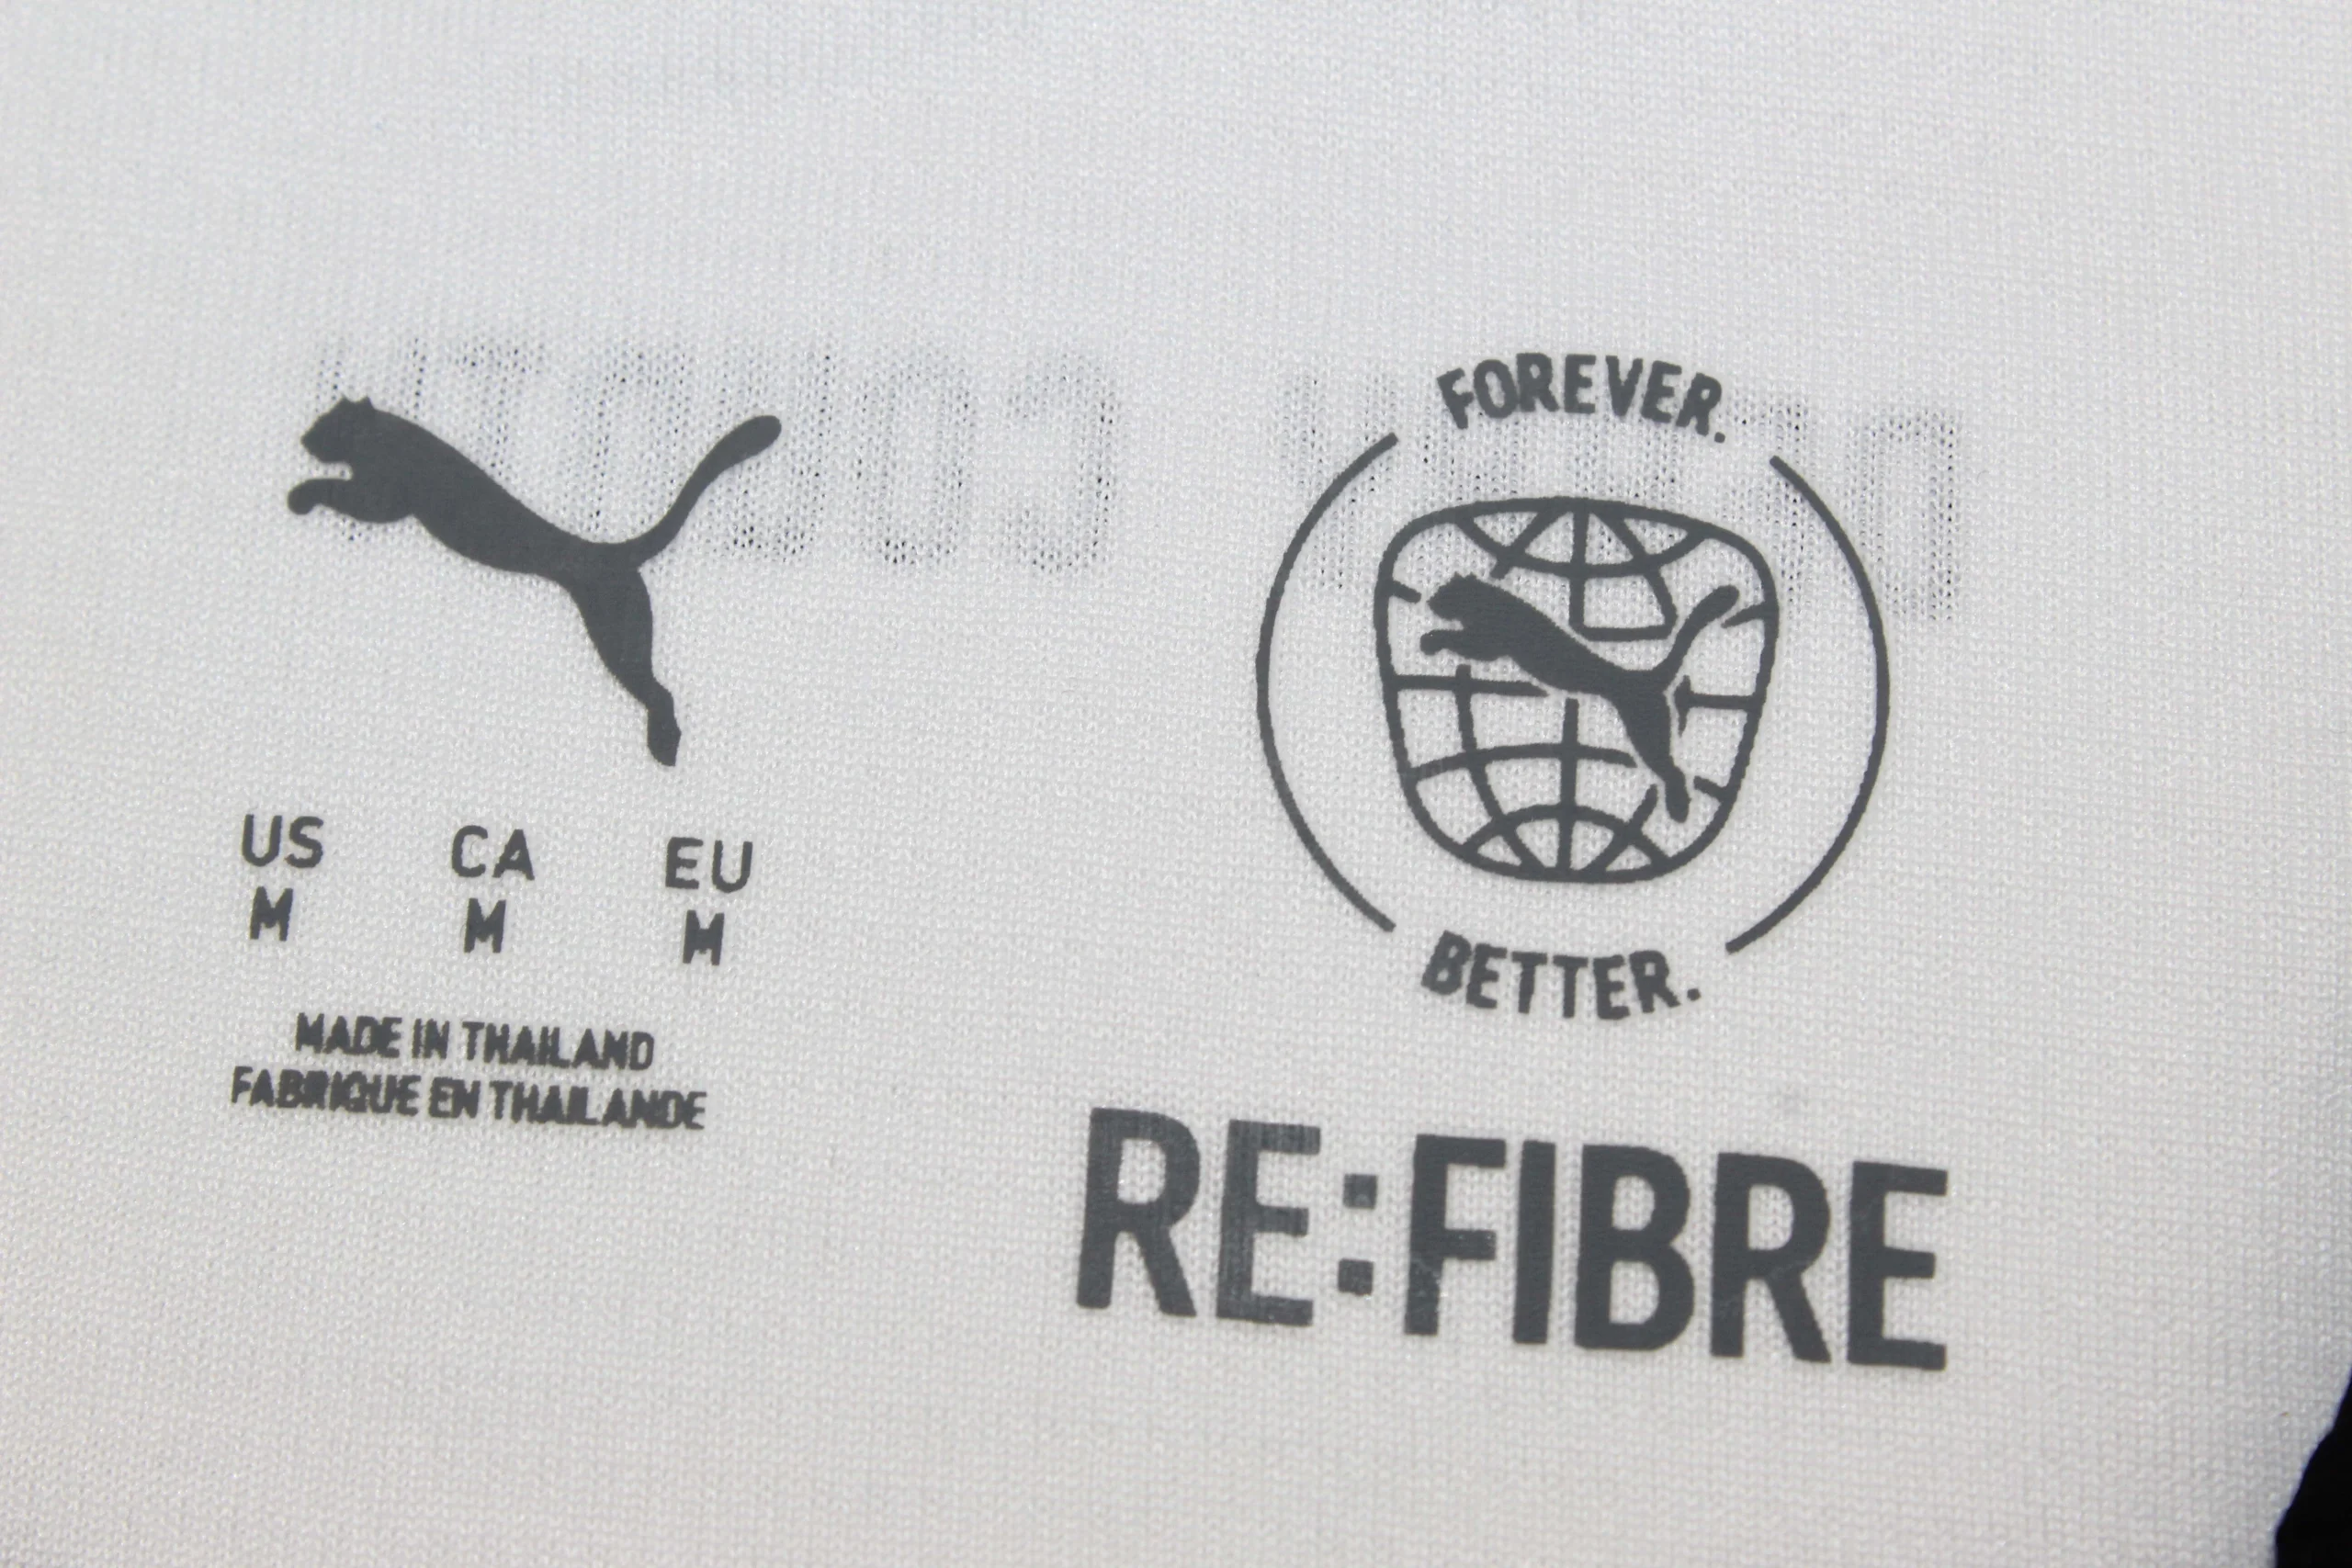 US CA EU
M M M
MADE IN THAILAND
FABRIQUE EN THAILANDE
FOREVER.
BETTER.
RE:FIBRE